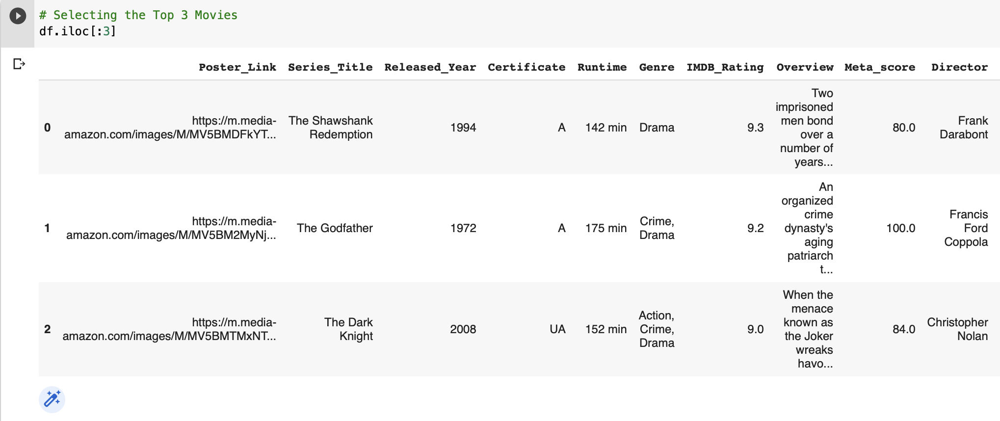 # Selecting the Top 3 Movies
df.iloc[:3]
Poster_Link Series_Title Released_Year Certificate Runtime Genre IMDB_Rating Overview Meta_score Director
0
https://m.media-
amazon.com/images/M/MV5BMDFkYT...
The Shawshank
Redemption
1994
A
142 min
Drama
9.3
Two
imprisoned
men bond
over a
number of
years...
80.0
Frank
Darabont
1
https://m.media-
amazon.com/images/M/MV5BM2MyNj...
The Godfather
1972
A
175 min
Crime,
Drama
9.2
An
organized
crime
dynasty's
aging
patriarch
t...
100.0
Francis
Ford
Coppola
2
https://m.media-
amazon.com/images/M/MV5BMTMxNT...
The Dark
Knight
2008
UA
152 min
Action,
Crime,
Drama
9.0
When the
menace
known as
the Joker
wreaks
havo...
84.0
Christopher
Nolan